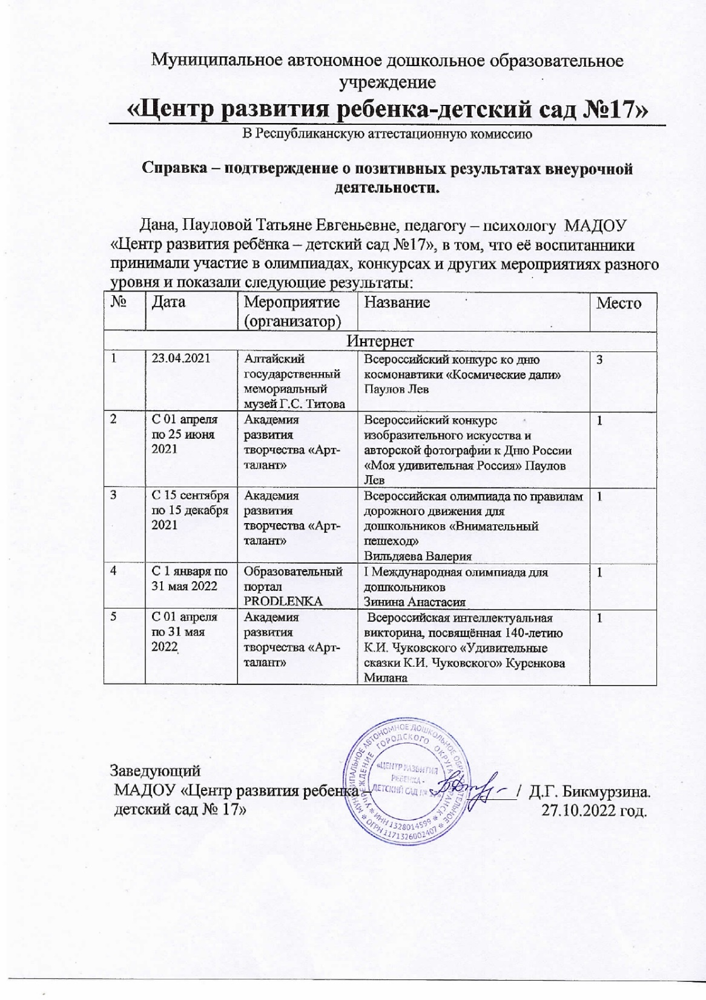 Муниципальное автономное дошкольное образовательное
учреждение
«Центр развития ребенка-детский сад №17»
В Республиканскую аттестационную комиссию
Справка – подтверждение о позитивных результатах внеурочной
деятельности.
Дана, Пауловой Татьяне Евгеньевне, педагогу – психологу МАДОУ
«Центр развития ребёнка – детский сад №17», в том, что её воспитанники
принимали участие в олимпиадах, конкурсах и других мероприятиях разного
уровня и показали следующие результаты:
№ Дата Мероприятие (организатор) Название Место
Интернет
1
23.04.2021
Алтайский
государственный
мемориальный
музей Г.С. Титова
Всероссийский конкурс ко дню
космонавтики «Космические дали»
Паулов Лев
3
2
С 01 апреля
по 25 июня
2021
Академия
развития
творчества «Арт-
талант»
Всероссийский конкурс
изобразительного искусства и
авторской фотографии к Дню России
«Моя удивительная Россия» Паулов
Лев
1
3
С 15 сентября
по 15 декабря
2021
Академия
развития
творчества «Арт-
талант»
Всероссийская олимпиада по правилам
дорожного движения для
дошкольников «Внимательный
пешеход»
Вильдяева Валерия
1
4
С 1 января по
31 мая 2022
Образовательный
портал
PRODLENKA
I Международная олимпиада для
дошкольников
Зинина Анастасия
1
5
С 01 апреля
по 31 мая
2022
Академия
развития
творчества «Арт-
талант»
Всероссийская интеллектуальная
викторина, посвящённая 140-летию
К.И. Чуковского «Удивительные
сказки К.И. Чуковского» Куренкова
Милана
1
Заведующий
МАДОУ «Центр развития ребенка – / Д.Г. Бикмурзина.
детский сад № 17» 27.10.2022 год.
МУНИЦИПАЛЬНОЕ АВТОНОМНОЕ ДОШКОЛЬНОЕ ОБРАЗОВАТЕЛЬНОЕ
УЧРЕЖДЕНИЕ ГОРОДСКОГО ОКРУГА САРАНСК
«ЦЕНТР РАЗВИТИЯ
РЕБЕНКА -
ДЕТСКИЙ САД № 17»
* ИНН 1328014599 *
* ОГРН 1171326002407 *